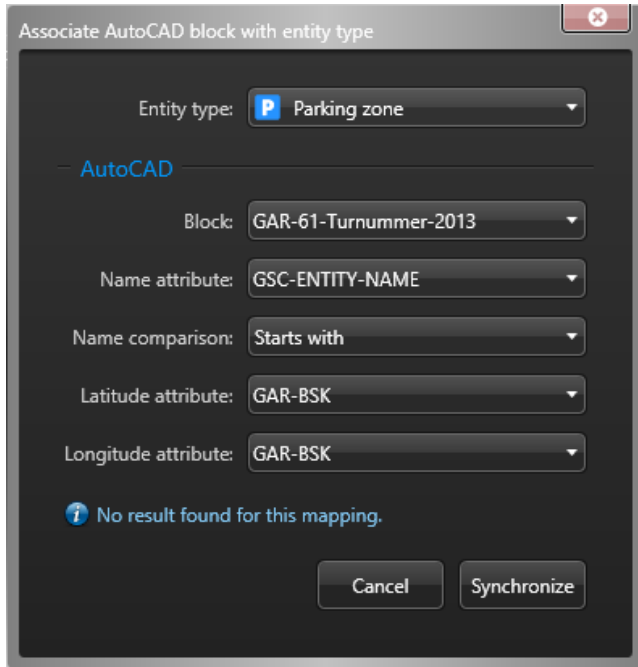 Associate AutoCAD block with entity type
Entity type: P Parking zone
AutoCAD
Block: GAR-61-Turnummer-2013
Name attribute: GSC-ENTITY-NAME
Name comparison: Starts with
Latitude attribute: GAR-BSK
Longitude attribute: GAR-BSK
No result found for this mapping.
Cancel Synchronize